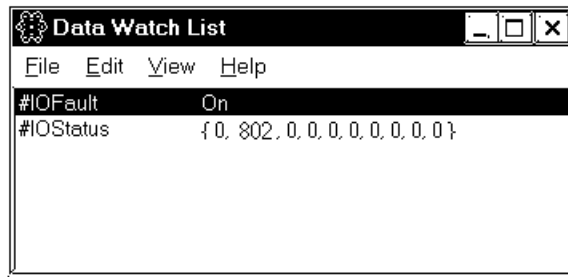 Data Watch List
File Edit View Help
#IOFault On
#IOStatus {0, 802, 0, 0, 0, 0, 0, 0, 0, 0}